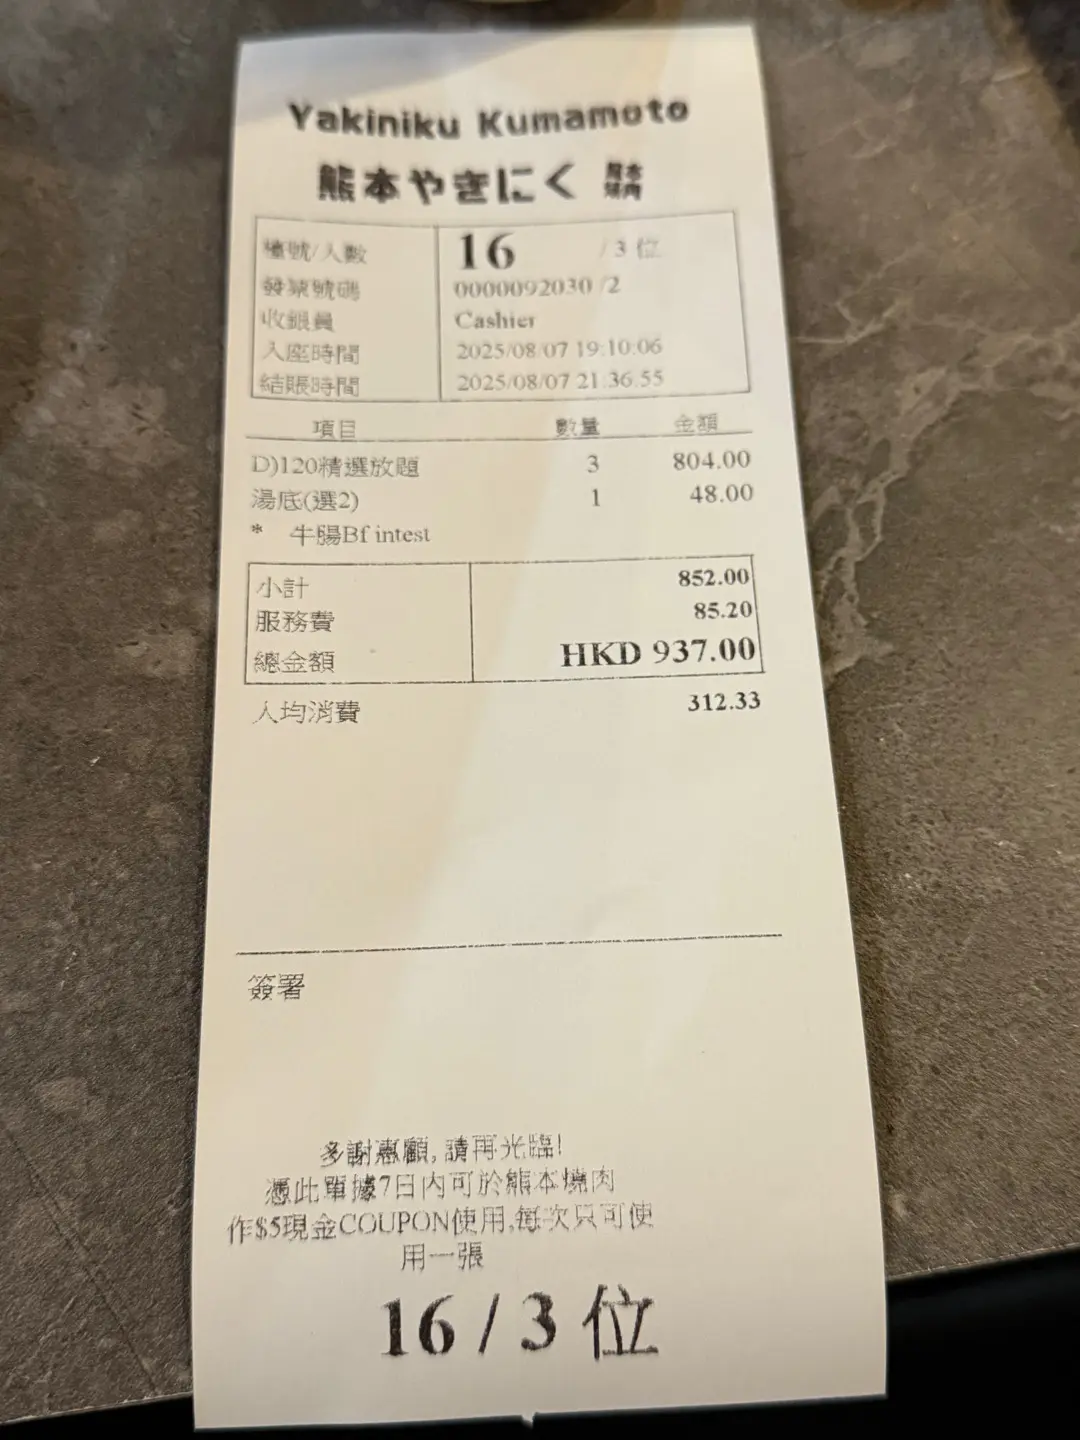 Yakiniku Kumamoto
熊本やきにく 熊本燒肉
檯號/人數 16 / 3 位
發票號碼 0000092030 /2
收銀員 Cashier
入座時間 2025/08/07 19:10:06
結賬時間 2025/08/07 21:36:55
項目 數量 金額
D)120精選放題 3 804.00
湯底(選2) 1 48.00
* 牛腸Bf intest
小計 852.00
服務費 85.20
總金額 HKD 937.00
人均消費 312.33
簽署
多謝惠顧, 請再光臨!
憑此單據7日內可於熊本燒肉
作$5現金COUPON使用,每次只可使
用一張
16 / 3 位